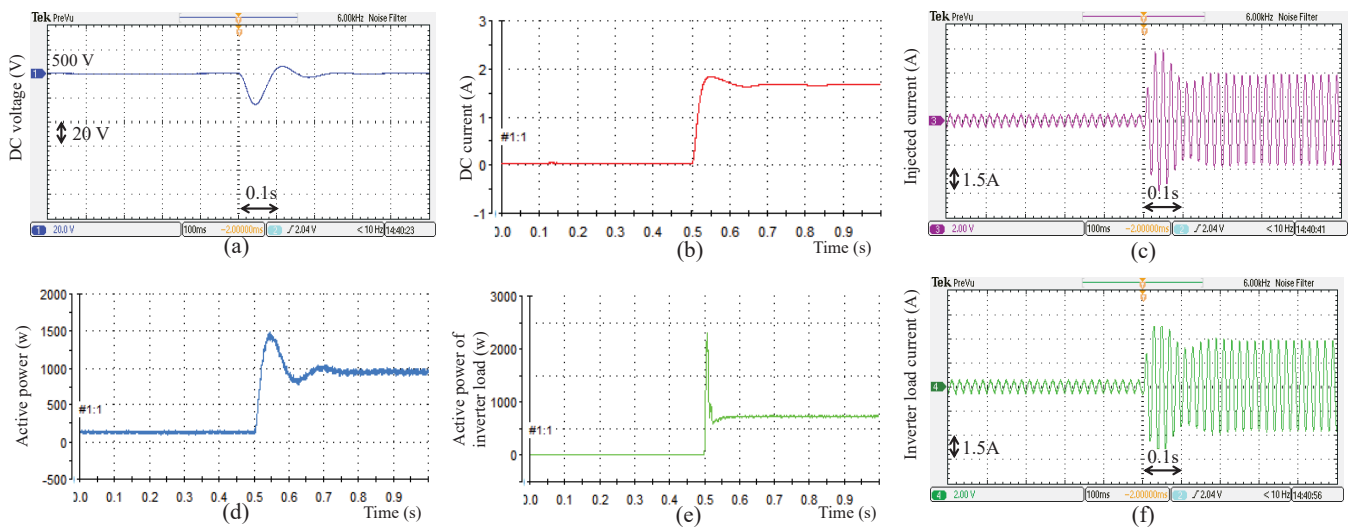 Tek PreVu 6.00kHz Noise Filter
DC voltage (V)
500 V
1
20 V
0.1s
1 20.0 V 100ms -2.00000ms 2 2.04 V < 10 Hz 14:40:23
(a)
DC current (A)
4
3
2
1
0
-1
#1:1
0.0 0.1 0.2 0.3 0.4 0.5 0.6 0.7 0.8 0.9
Time (s)
(b)
Tek PreVu 6.00kHz Noise Filter
Injected current (A)
3
1.5A
0.1s
3 2.00 V 100ms -2.00000ms 2 2.04 V < 10 Hz 14:40:41
(c)
Active power (w)
2000
1500
1000
500
0
-500
#1:1
0.0 0.1 0.2 0.3 0.4 0.5 0.6 0.7 0.8 0.9
(d)
Time (s)
Active power of
inverter load (w)
3000
2000
1000
0
#1:1
0.0 0.1 0.2 0.3 0.4 0.5 0.6 0.7 0.8 0.9
(e)
Time (s)
Tek PreVu 6.00kHz Noise Filter
Inverter load current (A)
4
1.5A
0.1s
4 2.00 V 100ms -2.00000ms 2 2.04 V < 10 Hz 14:40:56
(f)